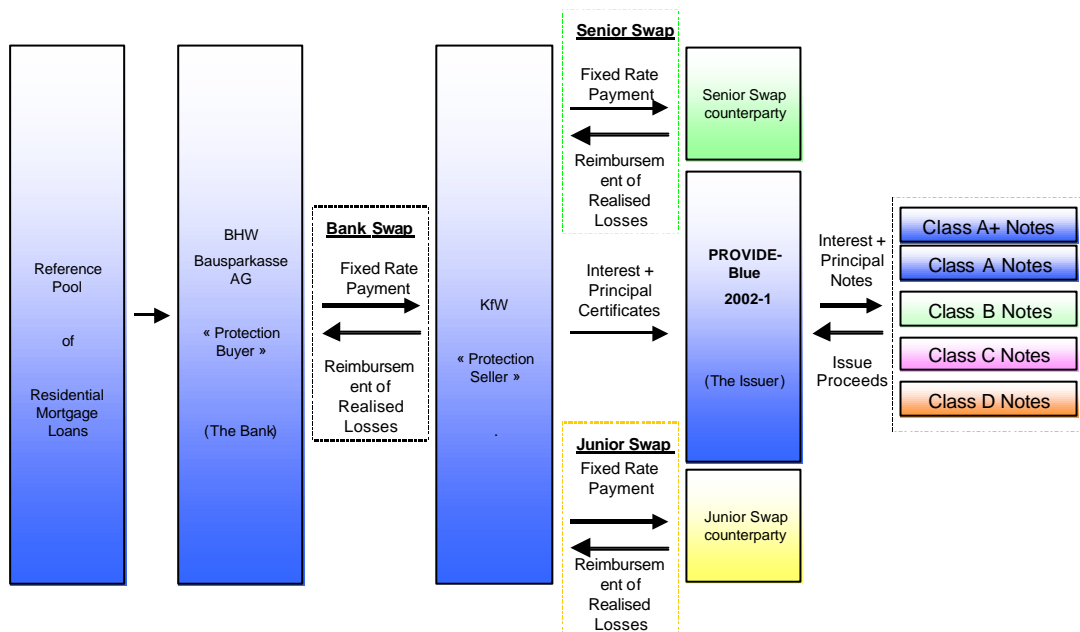 Reference
Pool
of
Residential
Mortgage
Loans
BHW
Bausparkasse
AG
« Protection
Buyer »
(The Bank)
Bank Swap
Fixed Rate
Payment
Reimbursem
ent of
Realised
Losses
KfW
« Protection
Seller »
.
Senior Swap
Fixed Rate
Payment
Reimbursem
ent of
Realised
Losses
Interest +
Principal
Certificates
Junior Swap
Fixed Rate
Payment
Reimbursem
ent of
Realised
Losses
Senior Swap
counterparty
PROVIDE-
Blue
2002-1
(The Issuer)
Junior Swap
counterparty
Interest +
Principal
Notes
Issue
Proceeds
Class A+ Notes
Class A Notes
Class B Notes
Class C Notes
Class D Notes